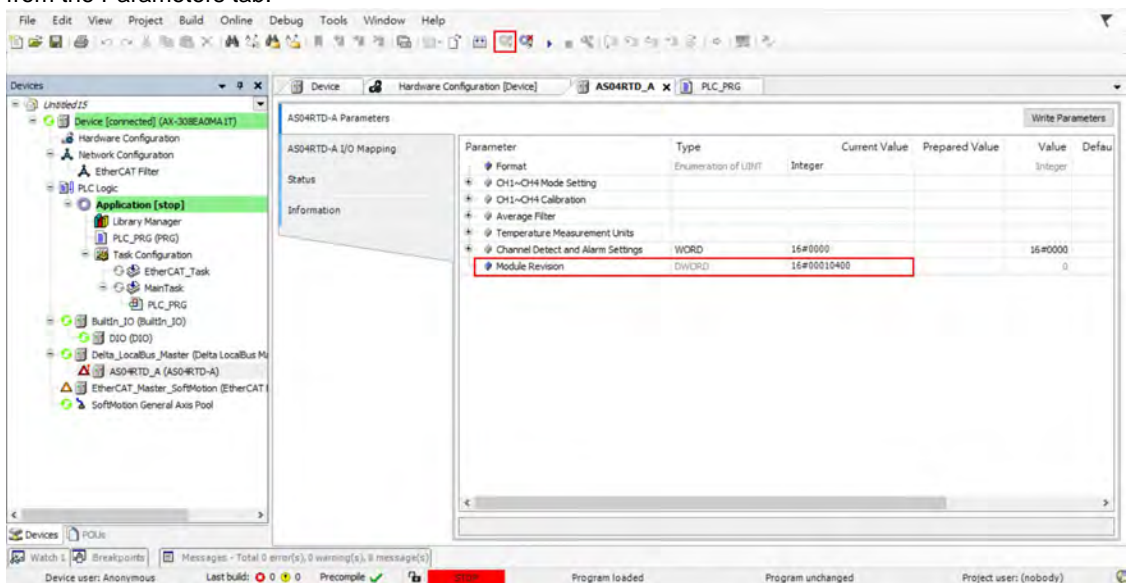 from the Parameters tab.
File Edit View Project Build Online Debug Tools Window Help
Devices
Device
Hardware Configuration [Device]
AS04RTD_A
PLC_PRG
Untitled15
Device [connected] (AX-308EA0MA1T)
Hardware Configuration
Network Configuration
EtherCAT Filter
PLC Logic
Application [stop]
Library Manager
PLC_PRG (PRG)
Task Configuration
EtherCAT_Task
MainTask
PLC_PRG
BuiltIn_IO (BuiltIn_IO)
DIO (DIO)
Delta_LocalBus_Master (Delta LocalBus Ma
AS04RTD_A (AS04RTD-A)
EtherCAT_Master_SoftMotion (EtherCAT
SoftMotion General Axis Pool
AS04RTD-A Parameters
AS04RTD-A I/O Mapping
Status
Information
Write Parameters
Parameter Type Current Value Prepared Value Value Defau
Format Enumeration of UINT Integer Integer
CH1~CH4 Mode Setting
CH1~CH4 Calibration
Average Filter
Temperature Measurement Units
Channel Detect and Alarm Settings WORD 16#0000 16#0000
Module Revision DWORD 16#00010400 0
Devices POUs
Watch 1 Breakpoints Messages - Total 0 error(s), 0 warning(s), 8 message(s)
Device user: Anonymous Last build: 0 0 Precompile STOP Program loaded Program unchanged Project user: (nobody)